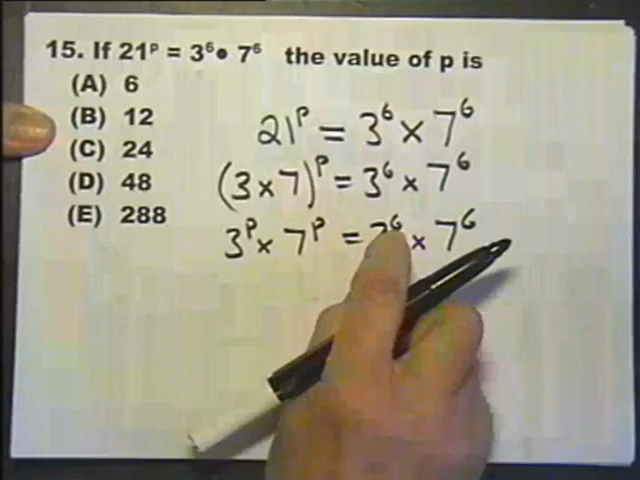 15. If 21ᵖ = 3⁶• 7⁶ the value of p is
(A) 6
(B) 12
(C) 24
(D) 48
(E) 288
21ᵖ = 3⁶ × 7⁶
(3 × 7)ᵖ = 3⁶ × 7⁶
3ᵖ × 7ᵖ = ⁶ × 7⁶